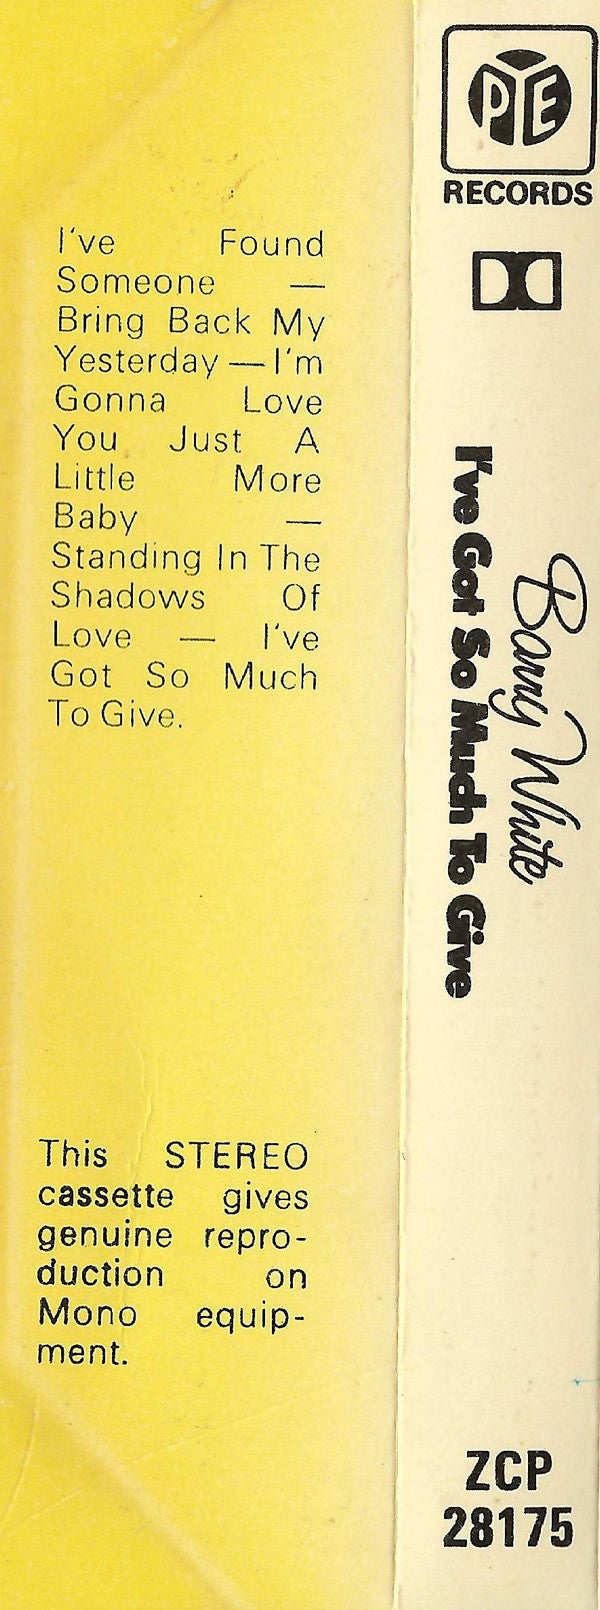 I've Found
Someone —
Bring Back My
Yesterday — I'm
Gonna Love
You Just A
Little More
Baby —
Standing In The
Shadows Of
Love — I've
Got So Much
To Give.
This STEREO
cassette gives
genuine repro-
duction on
Mono equip-
ment.
PYE
RECORDS
Barry White
I've Got So Much To Give
ZCP
28175